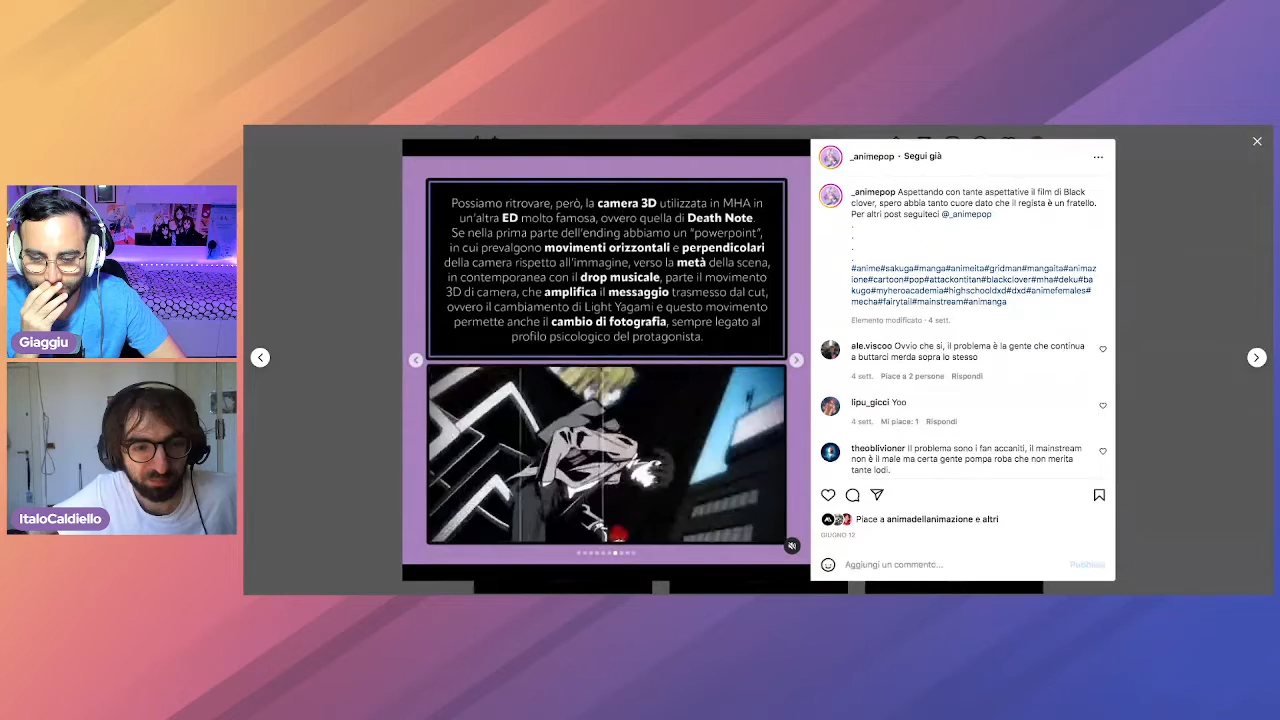 Giaggiu
ItaloCaldiello
Possiamo ritrovare, però, la camera 3D utilizzata in MHA in
un'altra ED molto famosa, ovvero quella di Death Note.
Se nella prima parte dell'ending abbiamo un "powerpoint",
in cui prevalgono movimenti orizzontali e perpendicolari
della camera rispetto all'immagine, verso la metà della scena,
in contemporanea con il drop musicale, parte il movimento
3D di camera, che amplifica il messaggio trasmesso dal cut,
ovvero il cambiamento di Light Yagami e questo movimento
permette anche il cambio di fotografia, sempre legato al
profilo psicologico del protagonista.
_animepop · Segui già
_animepop Aspettando con tante aspettative il film di Black
clover, spero abbia tanto cuore dato che il regista è un fratello.
Per altri post seguiteci @_animepop
.
.
.
.
#anime#sakuga#manga#animeita#gridman#mangaita#animaz
ione#cartoon#pop#attackontitan#blackclover#mha#deku#ba
kugo#myheroacademia#highschooldxd#dxd#animefemales#
mecha#fairytail#mainstream#animanga
Elemento modificato · 4 sett.
ale.viscoo Ovvio che si, il problema è la gente che continua
a buttarci merda sopra lo stesso
4 sett. Piace a 2 persone Rispondi
lipu_gicci Yoo
4 sett. Mi piace: 1 Rispondi
theoblivioner Il problema sono i fan accaniti, il mainstream
non è il male ma certa gente pompa roba che non merita
tante lodi.
Piace a animadellanimazione e altri
GIUGNO 12
Aggiungi un commento...
Pubblica